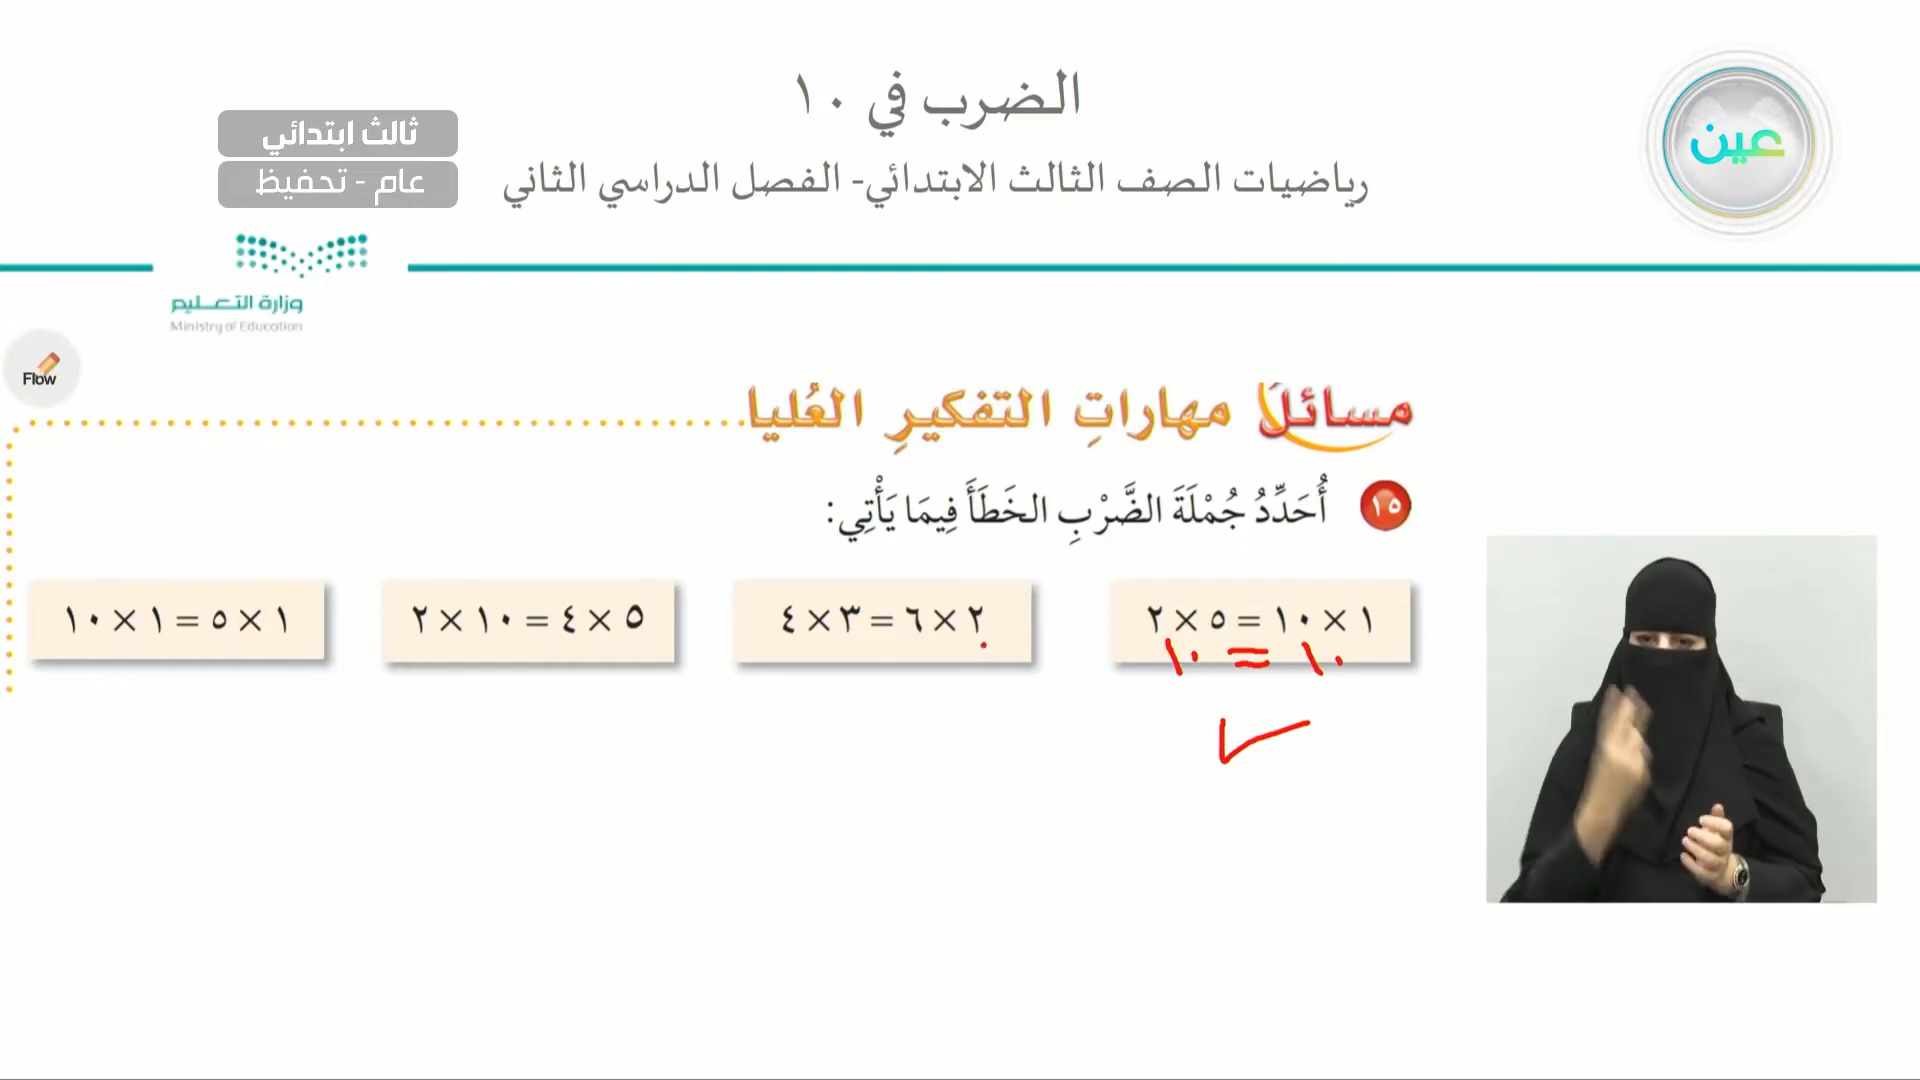 الضرب في ١٠
عين
ثالث ابتدائي
رياضيات الصف الثالث الابتدائي- الفصل الدراسي الثاني
عام - تحفيظ
وزارة التعليم
Ministry of Education
Flow
مسائل مهاراتِ التفكيرِ العُليا
١٥ أُحَدِّدُ جُمْلَةَ الضَّرْبِ الخَطَأَ فِيمَا يَأْتِي:
١ × ١٠ = ٥ × ٢
٢ × ٦ = ٣ × ٤
٥ × ٤ = ١٠ × ٢
١ × ٥ = ١ × ١٠
١٠ = ١٠